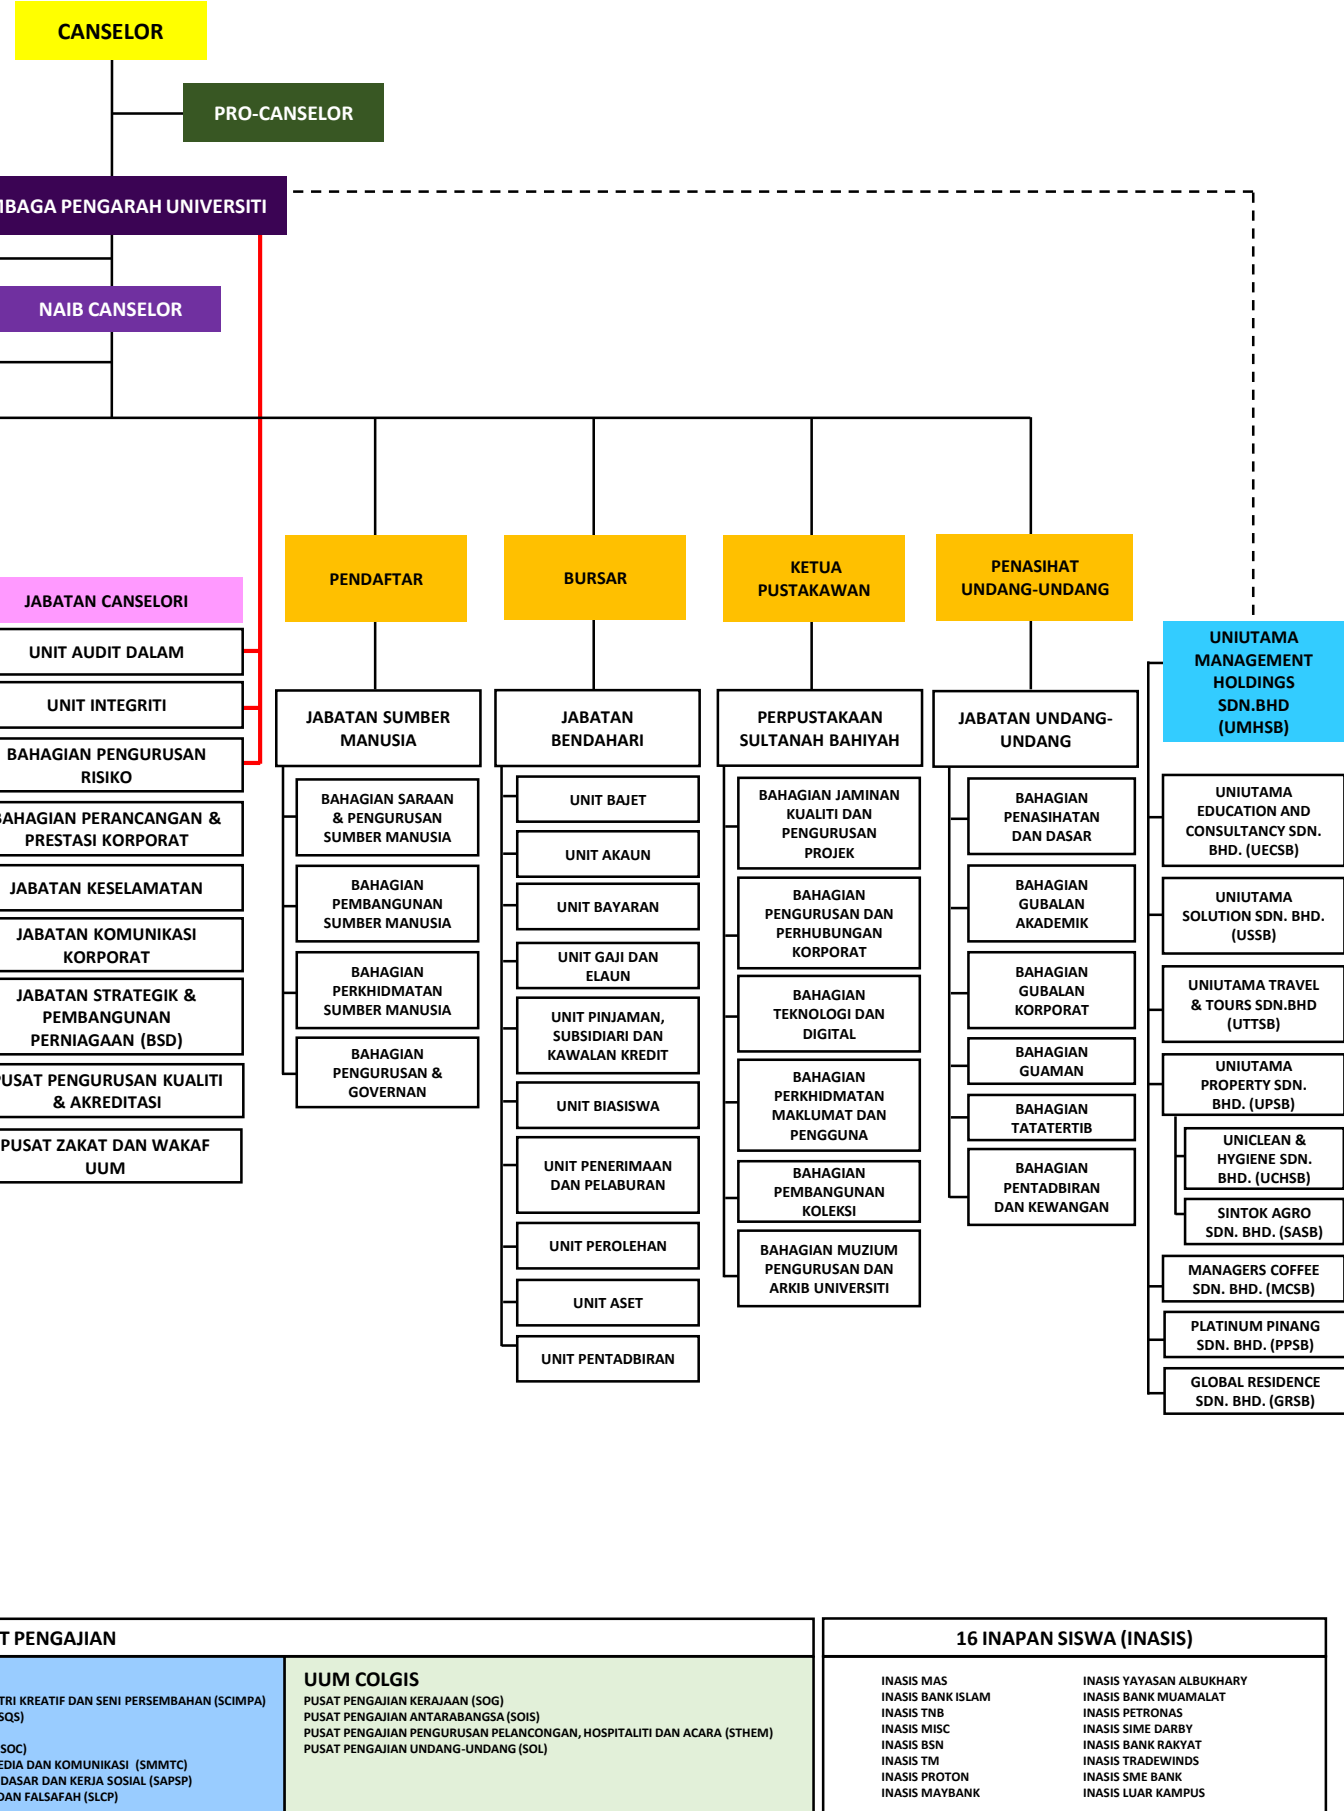 CANSELOR
PRO-CANSELOR
PENGARAH UNIVERSITI
NAIB CANSELOR
JABATAN CANSELORI
UNIT AUDIT DALAM
UNIT INTEGRITI
BAHAGIAN PENGURUSAN
RISIKO
PERANCANGAN &
PRESTASI KORPORAT
JABATAN KESELAMATAN
JABATAN KOMUNIKASI
KORPORAT
JABATAN STRATEGIK &
PEMBANGUNAN
PERNIAGAAN (BSD)
PENGURUSAN KUALITI
& AKREDITASI
PUSAT ZAKAT DAN WAKAF
UUM
PENDAFTAR
JABATAN SUMBER
MANUSIA
BAHAGIAN SARAAN
& PENGURUSAN
SUMBER MANUSIA
BAHAGIAN
PEMBANGUNAN
SUMBER MANUSIA
BAHAGIAN
PERKHIDMATAN
SUMBER MANUSIA
BAHAGIAN
PENGURUSAN &
GOVERNAN
BURSAR
JABATAN
BENDAHARI
UNIT BAJET
UNIT AKAUN
UNIT BAYARAN
UNIT GAJI DAN
ELAUN
UNIT PINJAMAN,
SUBSIDIARI DAN
KAWALAN KREDIT
UNIT BIASISWA
UNIT PENERIMAAN
DAN PELABURAN
UNIT PEROLEHAN
UNIT ASET
UNIT PENTADBIRAN
KETUA
PUSTAKAWAN
PERPUSTAKAAN
SULTANAH BAHIYAH
BAHAGIAN JAMINAN
KUALITI DAN
PENGURUSAN
PROJEK
BAHAGIAN
PENGURUSAN DAN
PERHUBUNGAN
KORPORAT
BAHAGIAN
TEKNOLOGI DAN
DIGITAL
BAHAGIAN
PERKHIDMATAN
MAKLUMAT DAN
PENGGUNA
BAHAGIAN
PEMBANGUNAN
KOLEKSI
BAHAGIAN MUZIUM
PENGURUSAN DAN
ARKIB UNIVERSITI
PENASIHAT
UNDANG-UNDANG
JABATAN UNDANG-
UNDANG
BAHAGIAN
PENASIHATAN
DAN DASAR
BAHAGIAN
GUBALAN
AKADEMIK
BAHAGIAN
GUBALAN
KORPORAT
BAHAGIAN
GUAMAN
BAHAGIAN
TATATERTIB
BAHAGIAN
PENTADBIRAN
DAN KEWANGAN
UNIUTAMA
MANAGEMENT
HOLDINGS
SDN.BHD
(UMHSB)
UNIUTAMA
EDUCATION AND
CONSULTANCY SDN.
BHD. (UECSB)
UNIUTAMA
SOLUTION SDN. BHD.
(USSB)
UNIUTAMA TRAVEL
& TOURS SDN.BHD
(UTTSB)
UNIUTAMA
PROPERTY SDN.
BHD. (UPSB)
UNICLEAN &
HYGIENE SDN.
BHD. (UCHSB)
SINTOK AGRO
SDN. BHD. (SASB)
MANAGERS COFFEE
SDN. BHD. (MCSB)
PLATINUM PINANG
SDN. BHD. (PPSB)
GLOBAL RESIDENCE
SDN. BHD. (GRSB)
PENGAJIAN
KREATIF DAN SENI PERSEMBAHAN (SCIMPA)
SQS)
SOC)
DAN KOMUNIKASI (SMMTC)
DASAR DAN KERJA SOSIAL (SAPSP)
DAN FALSAFAH (SLCP)
UUM COLGIS
PUSAT PENGAJIAN KERAJAAN (SOG)
PUSAT PENGAJIAN ANTARABANGSA (SOIS)
PUSAT PENGAJIAN PENGURUSAN PELANCONGAN, HOSPITALITI DAN ACARA (STHEM)
PUSAT PENGAJIAN UNDANG-UNDANG (SOL)
16 INAPAN SISWA (INASIS)
INASIS MAS
INASIS BANK ISLAM
INASIS TNB
INASIS MISC
INASIS BSN
INASIS TM
INASIS PROTON
INASIS MAYBANK
INASIS YAYASAN ALBUKHARY
INASIS BANK MUAMALAT
INASIS PETRONAS
INASIS SIME DARBY
INASIS BANK RAKYAT
INASIS TRADEWINDS
INASIS SME BANK
INASIS LUAR KAMPUS